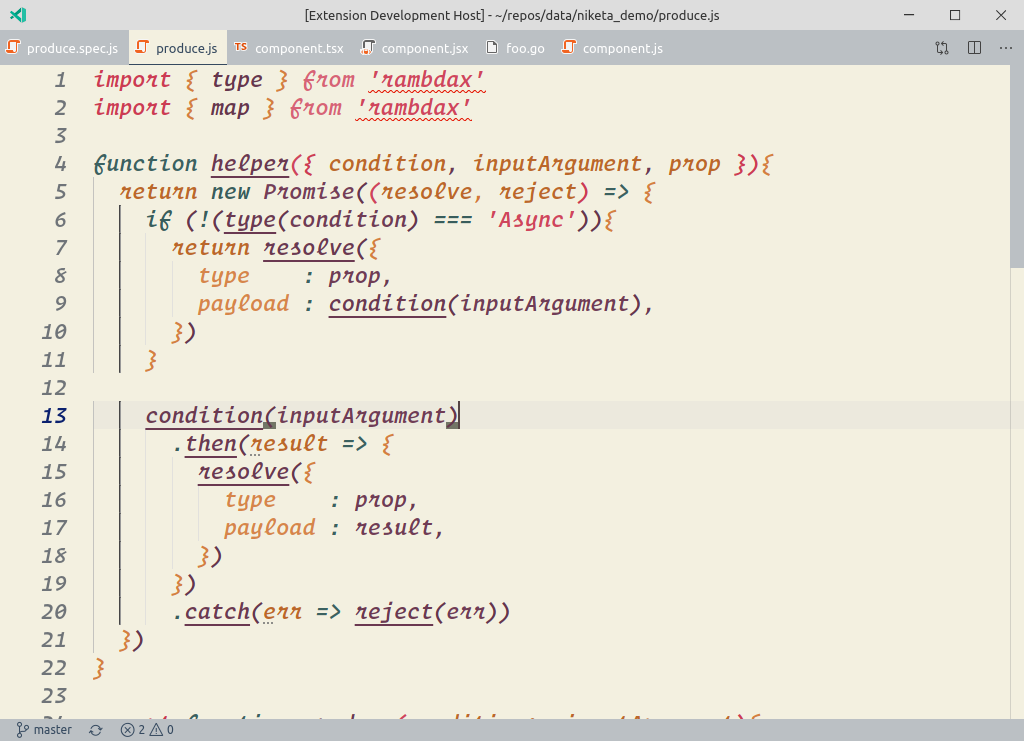 [Extension Development Host] - ~/repos/data/niketa_demo/produce.js
produce.spec.js produce.js TS component.tsx component.jsx foo.go component.js ···
1 import { type } from 'rambdax'
2 import { map } from 'rambdax'
3
4 function helper({ condition, inputArgument, prop }){
5 return new Promise((resolve, reject) => {
6 if (!(type(condition) === 'Async')){
7 return resolve({
8 type    : prop,
9 payload : condition(inputArgument),
10 })
11 }
12
13 condition(inputArgument)
14 .then(result => {
15 resolve({
16 type    : prop,
17 payload : result,
18 })
19 })
20 .catch(err => reject(err))
21 })
22 }
23
master 2 0